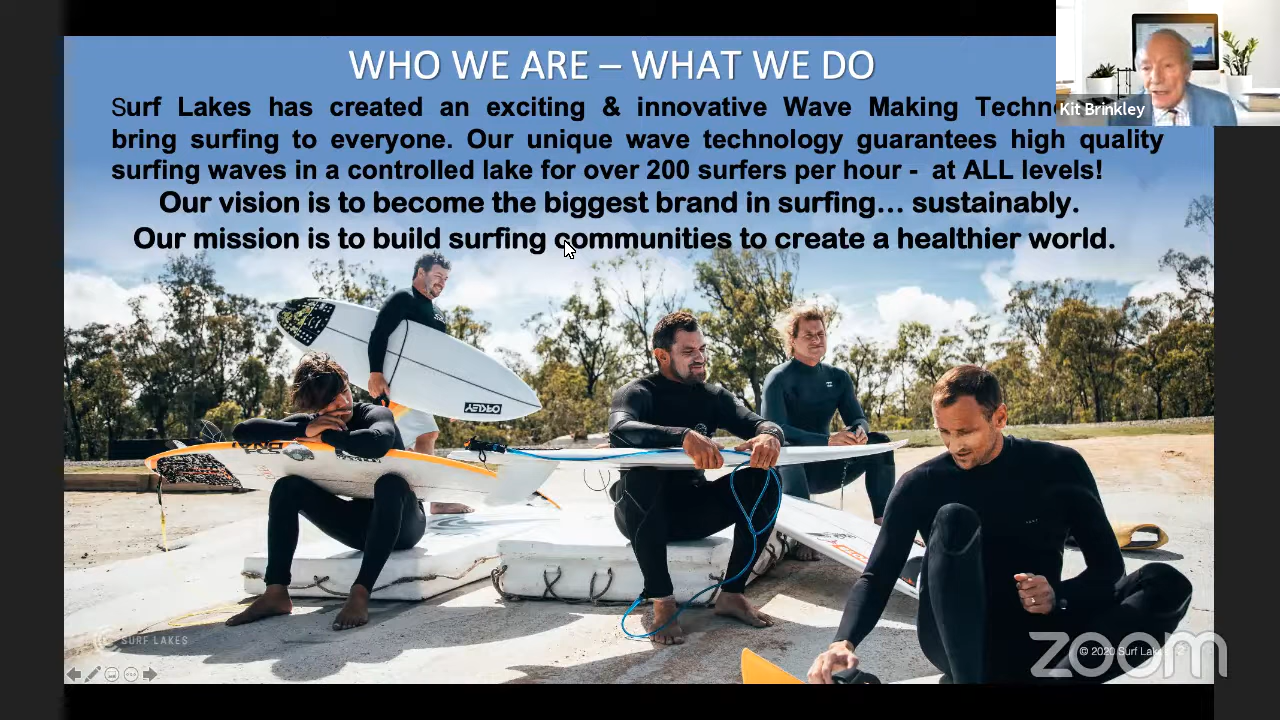 WHO WE ARE – WHAT WE DO
Surf Lakes has created an exciting & innovative Wave Making
bring surfing to everyone. Our unique wave technology guarantees high quality
surfing waves in a controlled lake for over 200 surfers per hour - at ALL levels!
Our vision is to become the biggest brand in surfing... sustainably.
Our mission is to build surfing communities to create a healthier world.
Kit Brinkley
OAKLEY
SURF LAKES
© 2020 Surf
zoom